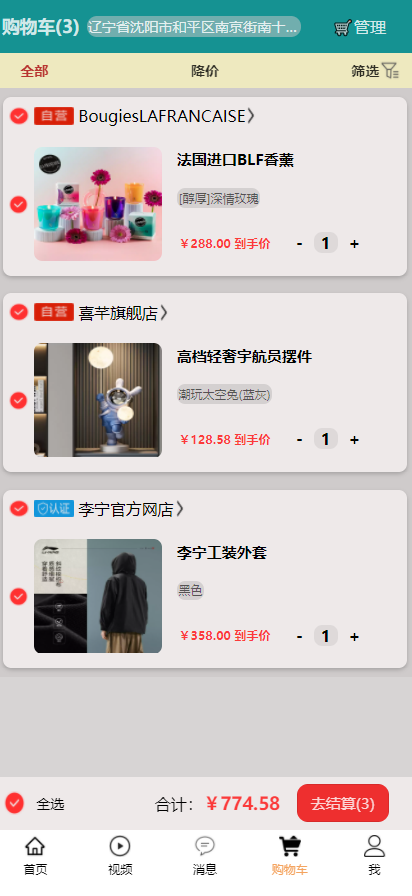 购物车(3) 辽宁省沈阳市和平区南京街南十... 管理
全部 降价 筛选
自营 BougiesLAFRANCAISE
法国进口BLF香薰
[醇厚]深情玫瑰
￥288.00 到手价 - 1 +
自营 喜芊旗舰店
高档轻奢宇航员摆件
潮玩太空兔(蓝灰)
￥128.58 到手价 - 1 +
认证 李宁官方网店
李宁工装外套
黑色
￥358.00 到手价 - 1 +
全选 合计：￥774.58 去结算(3)
首页 视频 消息 购物车 我